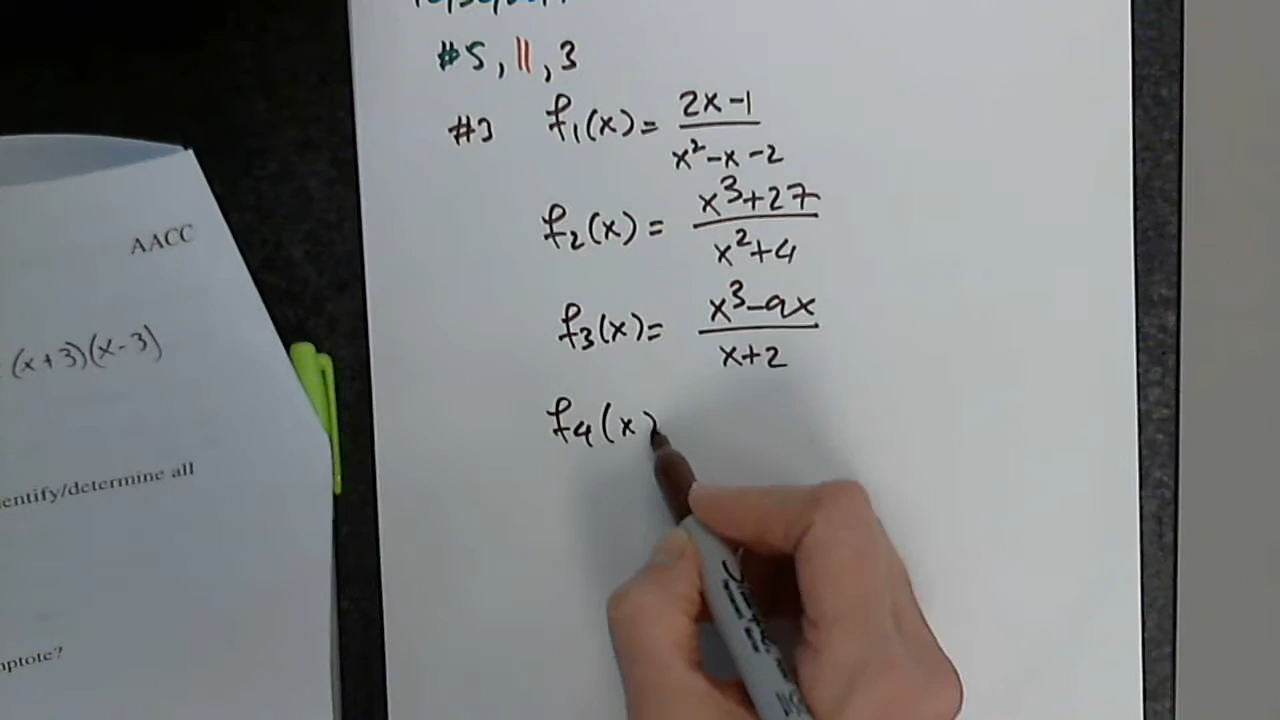 #5, 11, 3
#3 f₁(x) = (2x-1)/(x²-x-2)
f₂(x) = (x³+27)/(x²+4)
f₃(x) = (x³-9x)/(x+2)
f₄(x)
AACC
(x+3)(x-3)
entify/determine all
mptote?